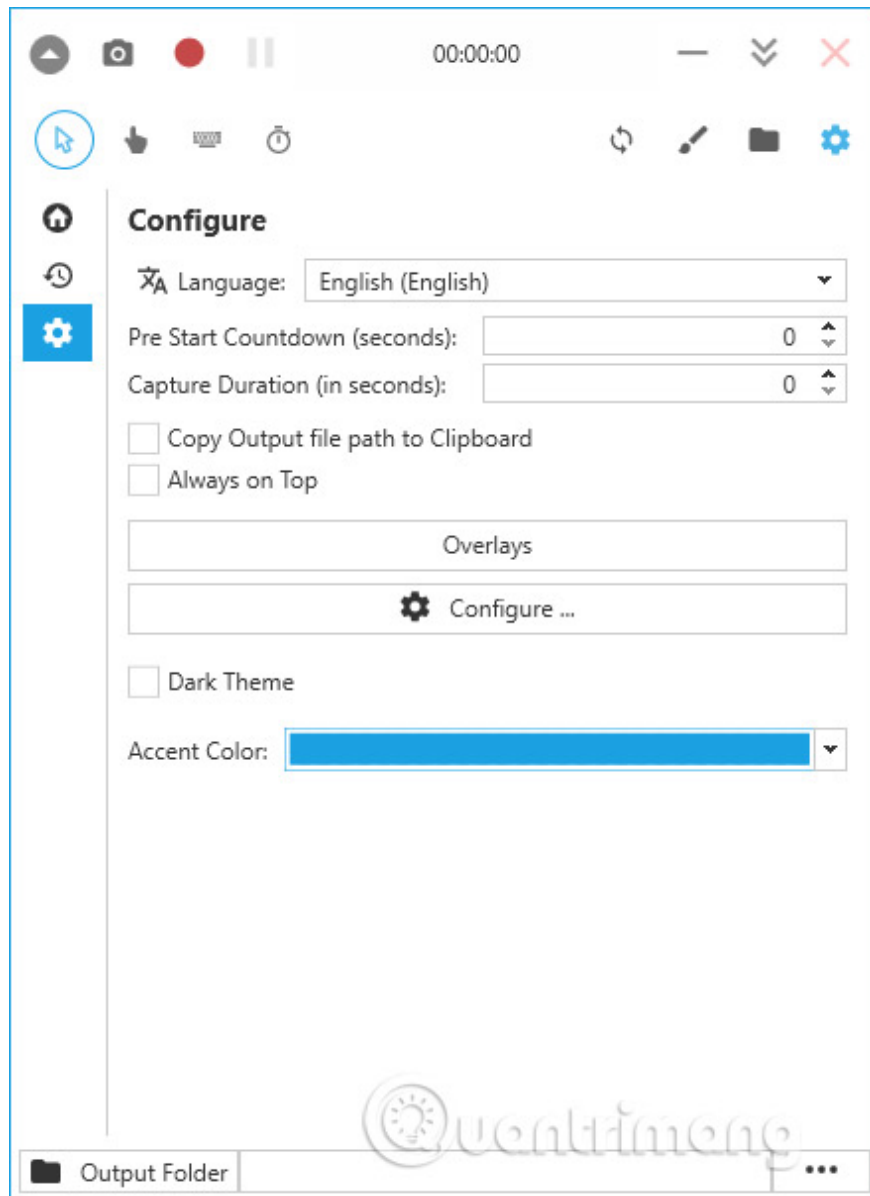 00:00:00
Configure
Language: English (English)
Pre Start Countdown (seconds): 0
Capture Duration (in seconds): 0
Copy Output file path to Clipboard
Always on Top
Overlays
Configure ...
Dark Theme
Accent Color:
Quantrimang
Output Folder ...